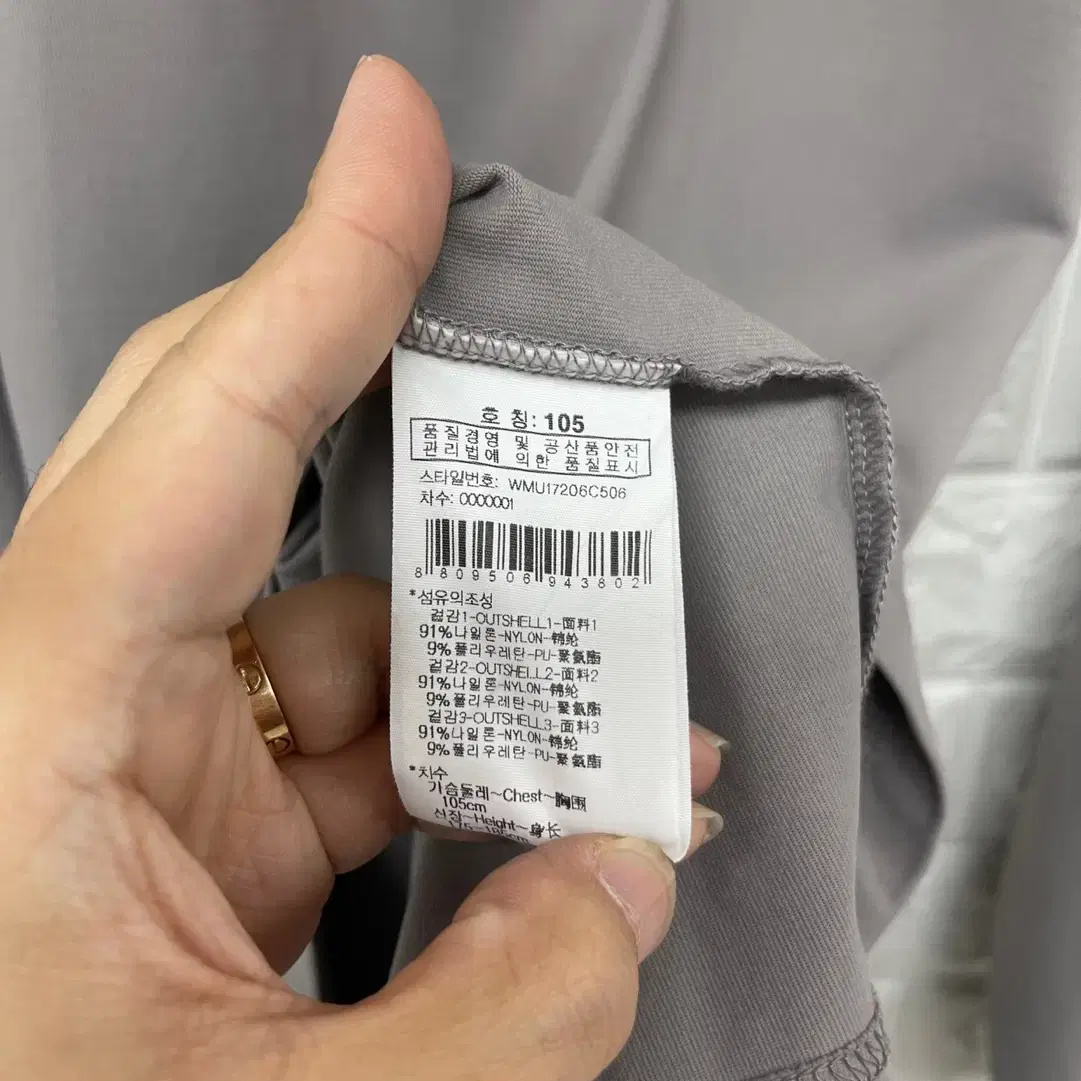 호 칭: 105
품질경영 및 공산품안전
관리법에 의한 품질표시
스타일번호: WMU17206C506
차수: 0000001
8 809506 943802
*섬유의조성
겉감1-OUTSHELL1-面料1
91%나일론-NYLON-锦纶
9%폴리우레탄-PU-聚氨酯
겉감2-OUTSHELL2-面料2
91%나일론-NYLON-锦纶
9%폴리우레탄-PU-聚氨酯
겉감3-OUTSHELL3-面料3
91%나일론-NYLON-锦纶
9%폴리우레탄-PU-聚氨酯
*치수
가슴둘레~Chest~胸围
105cm
신장~Height~身长
175~185cm